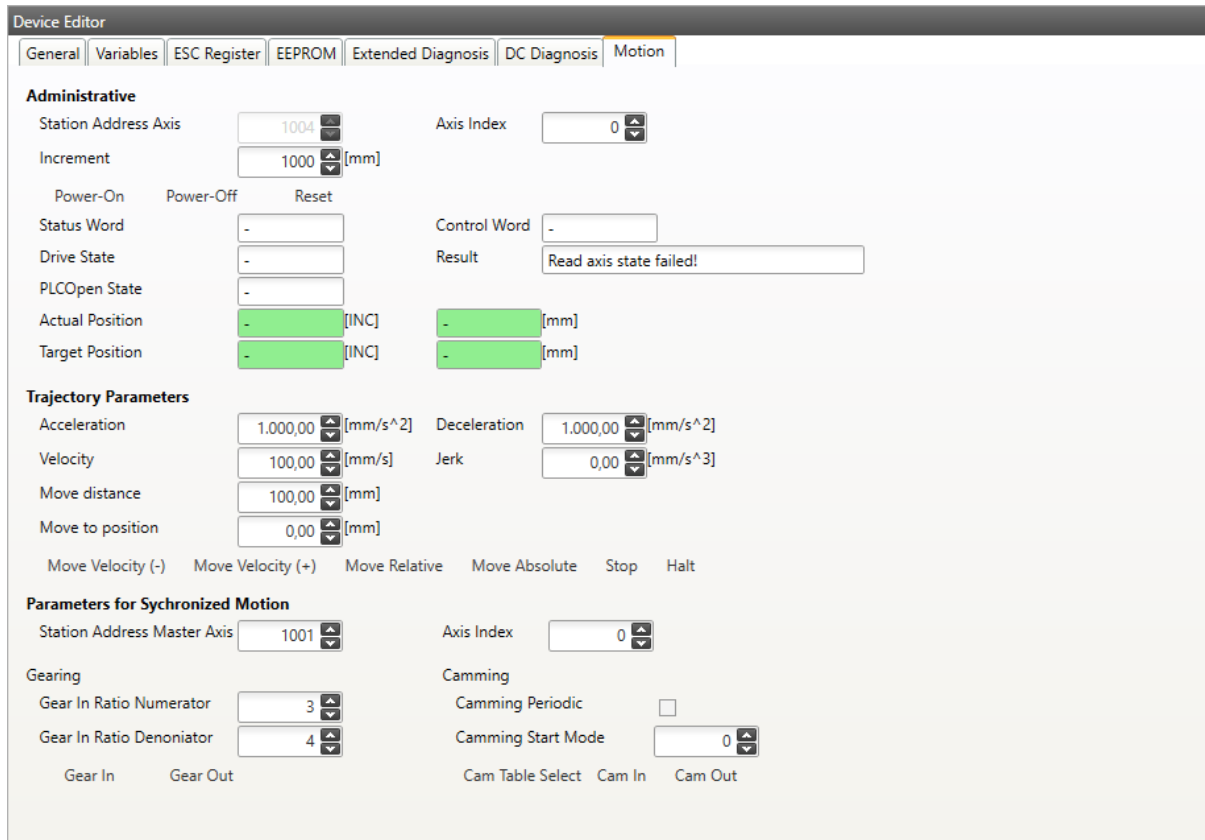 Device Editor
General Variables ESC Register EEPROM Extended Diagnosis DC Diagnosis Motion
Administrative
Station Address Axis 1004 Axis Index 0
Increment 1000 [mm]
Power-On Power-Off Reset
Status Word - Control Word -
Drive State - Result Read axis state failed!
PLCOpen State -
Actual Position - [INC] - [mm]
Target Position - [INC] - [mm]
Trajectory Parameters
Acceleration 1.000,00 [mm/s^2] Deceleration 1.000,00 [mm/s^2]
Velocity 100,00 [mm/s] Jerk 0,00 [mm/s^3]
Move distance 100,00 [mm]
Move to position 0,00 [mm]
Move Velocity (-) Move Velocity (+) Move Relative Move Absolute Stop Halt
Parameters for Sychronized Motion
Station Address Master Axis 1001 Axis Index 0
Gearing Camming
Gear In Ratio Numerator 3 Camming Periodic
Gear In Ratio Denoniator 4 Camming Start Mode 0
Gear In Gear Out Cam Table Select Cam In Cam Out